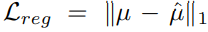 ℒ_{reg} = ‖μ − μ̂‖₁